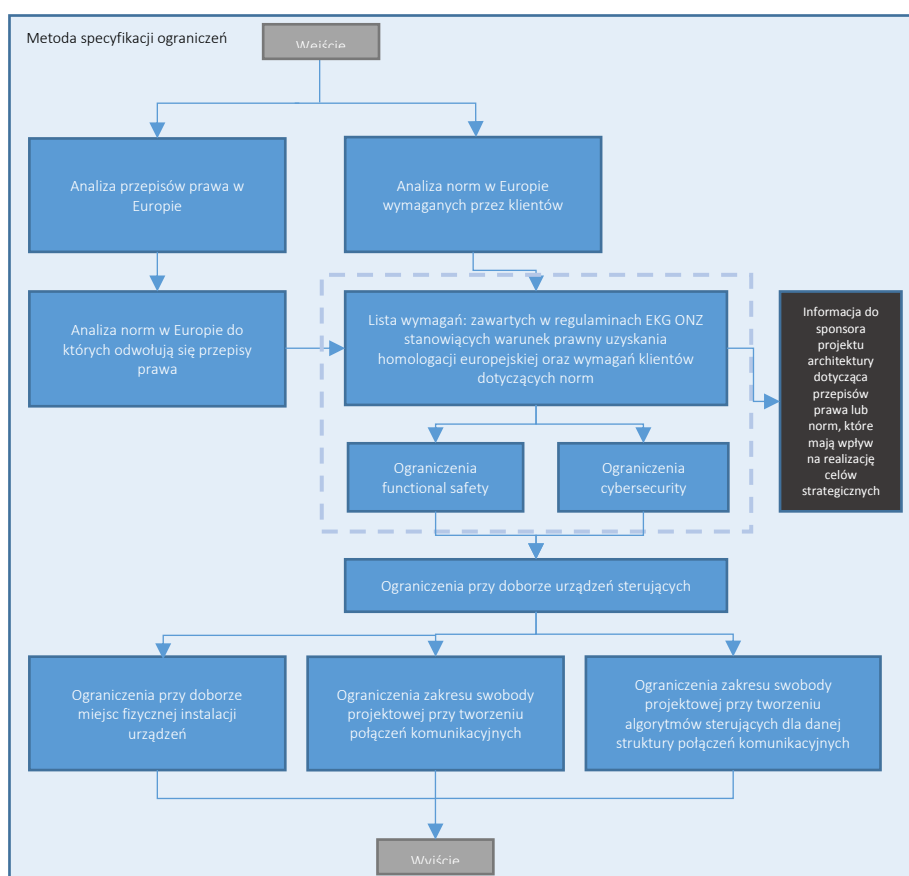 Metoda specyfikacji ograniczeń
Wejście
Analiza przepisów prawa w
Europie
Analiza norm w Europie
wymaganych przez klientów
Analiza norm w Europie do
których odwołują się przepisy
prawa
Lista wymagań: zawartych w regulaminach EKG ONZ
stanowiących warunek prawny uzyskania
homologacji europejskiej oraz wymagań klientów
dotyczących norm
Informacja do
sponsora
projektu
architektury
dotycząca
przepisów
prawa lub
norm, które
mają wpływ
na realizację
celów
strategicznych
Ograniczenia
functional safety
Ograniczenia
cybersecurity
Ograniczenia przy doborze urządzeń sterujących
Ograniczenia przy doborze
miejsc fizycznej instalacji
urządzeń
Ograniczenia zakresu swobody
projektowej przy tworzeniu
połączeń komunikacyjnych
Ograniczenia zakresu swobody
projektowej przy tworzeniu
algorytmów sterujących dla danej
struktury połączeń komunikacyjnych
Wyjście